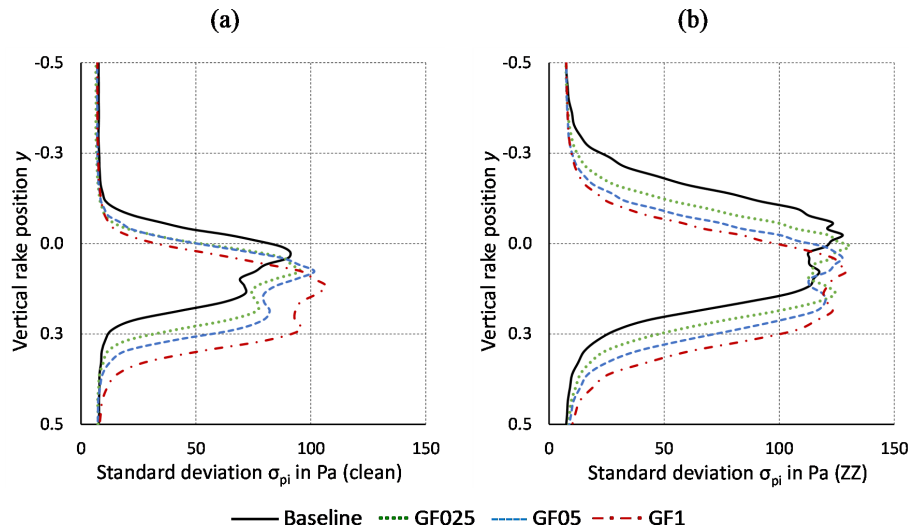 (a)
(b)
-0.5
-0.3
0.0
0.3
0.5
Vertical rake position y
0
50
100
150
Standard deviation σpi in Pa (clean)
-0.5
-0.3
0.0
0.3
0.5
Vertical rake position y
0
50
100
150
Standard deviation σpi in Pa (ZZ)
Baseline GF025 GF05 GF1